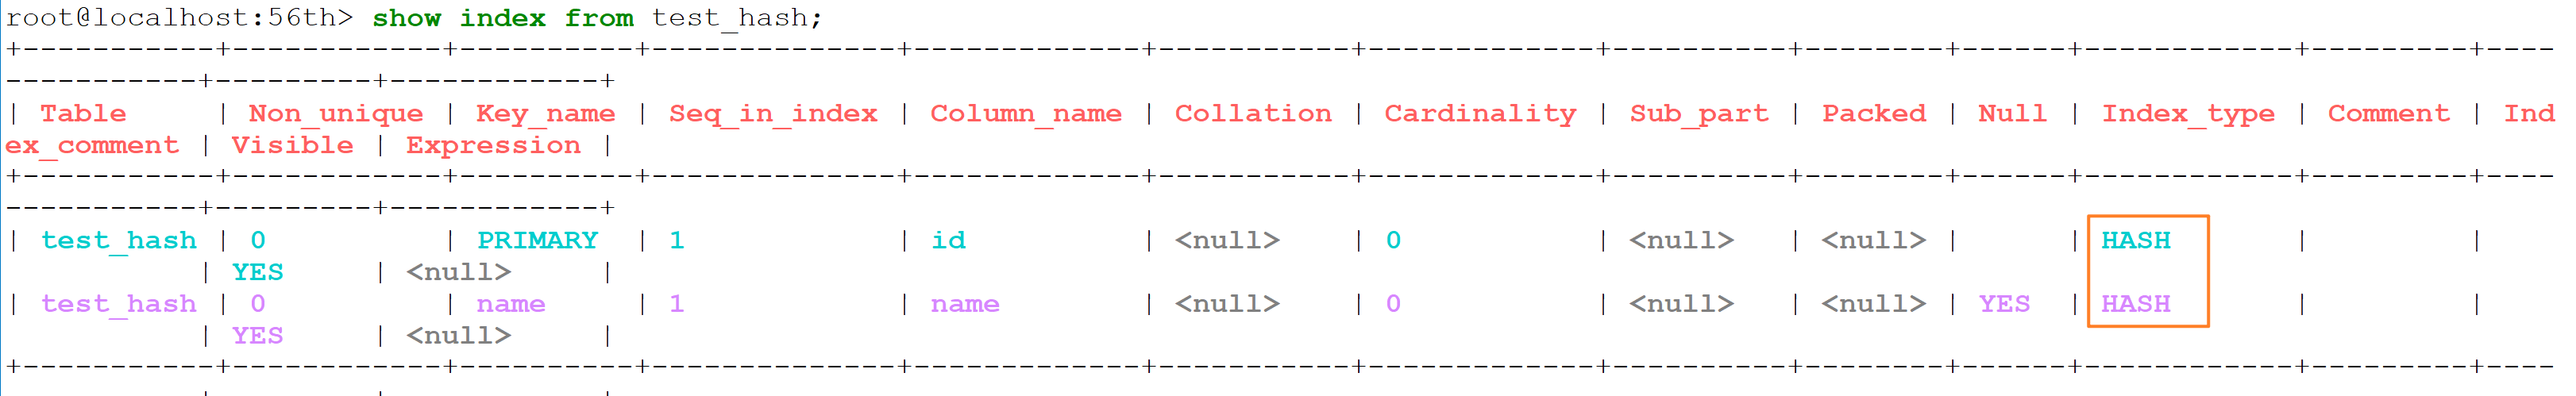 root@localhost:56th> show index from test_hash;
+-----------+------------+----------+--------------+-------------+-----------+-------------+----------+--------+------+------------+---------+----
-----------+---------+------------+
| Table     | Non_unique | Key_name | Seq_in_index | Column_name | Collation | Cardinality | Sub_part | Packed | Null | Index_type | Comment | Ind
ex_comment | Visible | Expression |
+-----------+------------+----------+--------------+-------------+-----------+-------------+----------+--------+------+------------+---------+----
-----------+---------+------------+
| test_hash | 0          | PRIMARY  | 1            | id          | <null>    | 0           | <null>   | <null> |      | HASH       |         |
           | YES     | <null>     |
| test_hash | 0          | name     | 1            | name        | <null>    | 0           | <null>   | <null> | YES  | HASH       |         |
           | YES     | <null>     |
+-----------+------------+----------+--------------+-------------+-----------+-------------+----------+--------+------+------------+---------+----